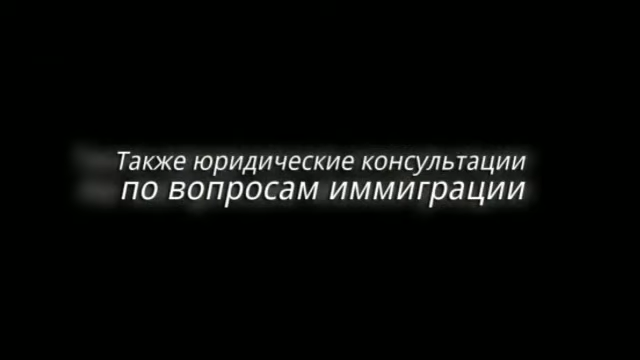 Также юридические консультации
по вопросам иммиграции